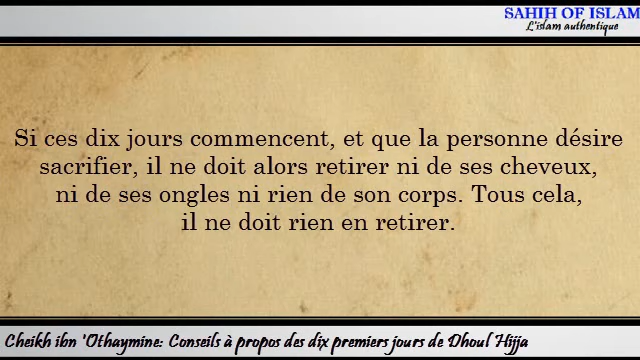 SAHIH OF ISLAM
L'islam authentique
Si ces dix jours commencent, et que la personne désire
sacrifier, il ne doit alors retirer ni de ses cheveux,
ni de ses ongles ni rien de son corps. Tous cela,
il ne doit rien en retirer.
Cheikh ibn 'Othaymine: Conseils à propos des dix premiers jours de Dhoul Hijja